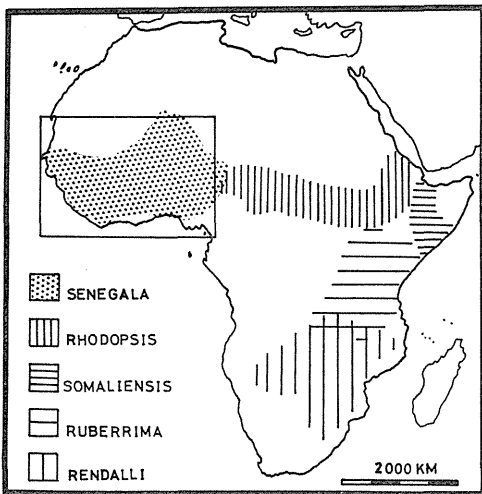 SENEGALA
RHODOPSIS
SOMALIENSIS
RUBERRIMA
RENDALLI
2000 KM